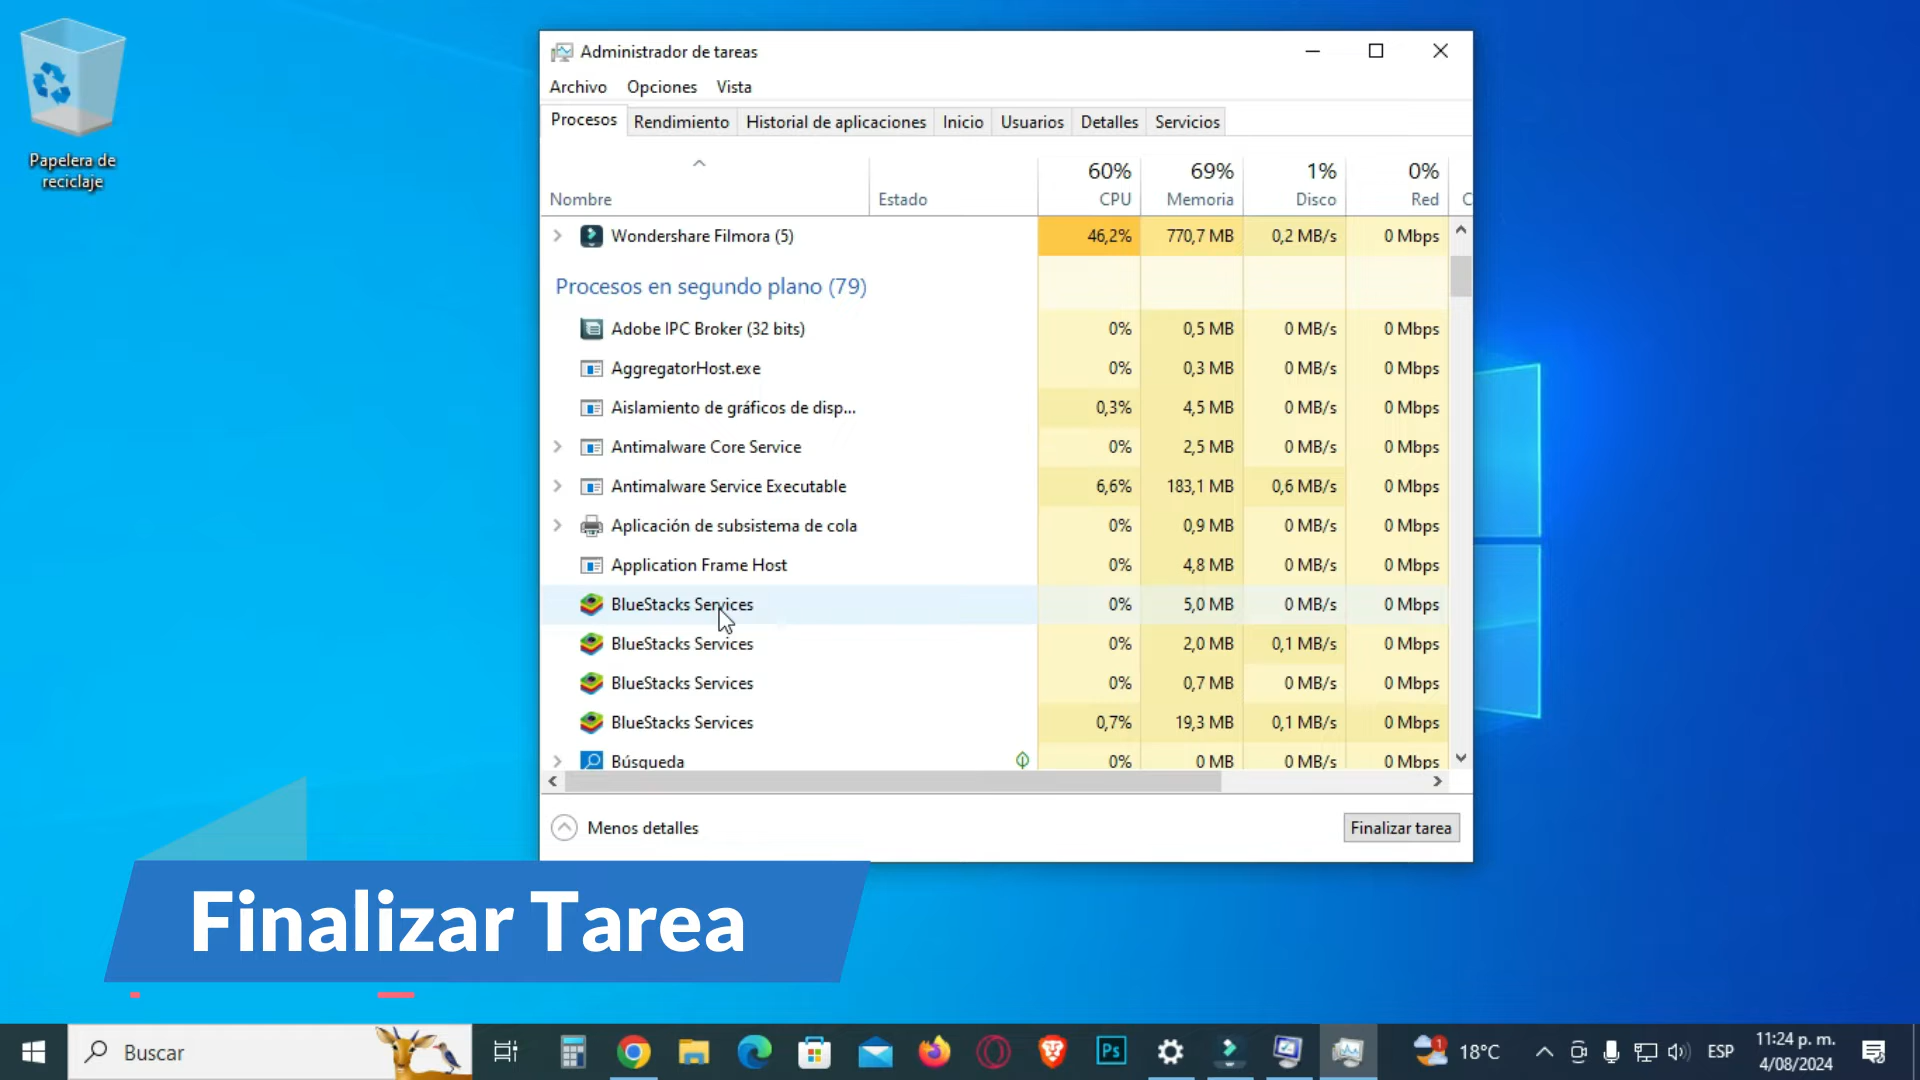 Papelera de
reciclaje
Administrador de tareas
Archivo Opciones Vista
Procesos Rendimiento Historial de aplicaciones Inicio Usuarios Detalles Servicios
60% 69% 1% 0%
Nombre Estado CPU Memoria Disco Red C
Wondershare Filmora (5) 46,2% 770,7 MB 0,2 MB/s 0 Mbps
Procesos en segundo plano (79)
Adobe IPC Broker (32 bits) 0% 0,5 MB 0 MB/s 0 Mbps
AggregatorHost.exe 0% 0,3 MB 0 MB/s 0 Mbps
Aislamiento de gráficos de disp... 0,3% 4,5 MB 0 MB/s 0 Mbps
Antimalware Core Service 0% 2,5 MB 0 MB/s 0 Mbps
Antimalware Service Executable 6,6% 183,1 MB 0,6 MB/s 0 Mbps
Aplicación de subsistema de cola 0% 0,9 MB 0 MB/s 0 Mbps
Application Frame Host 0% 4,8 MB 0 MB/s 0 Mbps
BlueStacks Services 0% 5,0 MB 0 MB/s 0 Mbps
BlueStacks Services 0% 2,0 MB 0,1 MB/s 0 Mbps
BlueStacks Services 0% 0,7 MB 0 MB/s 0 Mbps
BlueStacks Services 0,7% 19,3 MB 0,1 MB/s 0 Mbps
Búsqueda 0% 0 MB 0 MB/s 0 Mbps
Menos detalles Finalizar tarea
Finalizar Tarea
Buscar Ps 1 18°C ESP 11:24 p. m.
4/08/2024